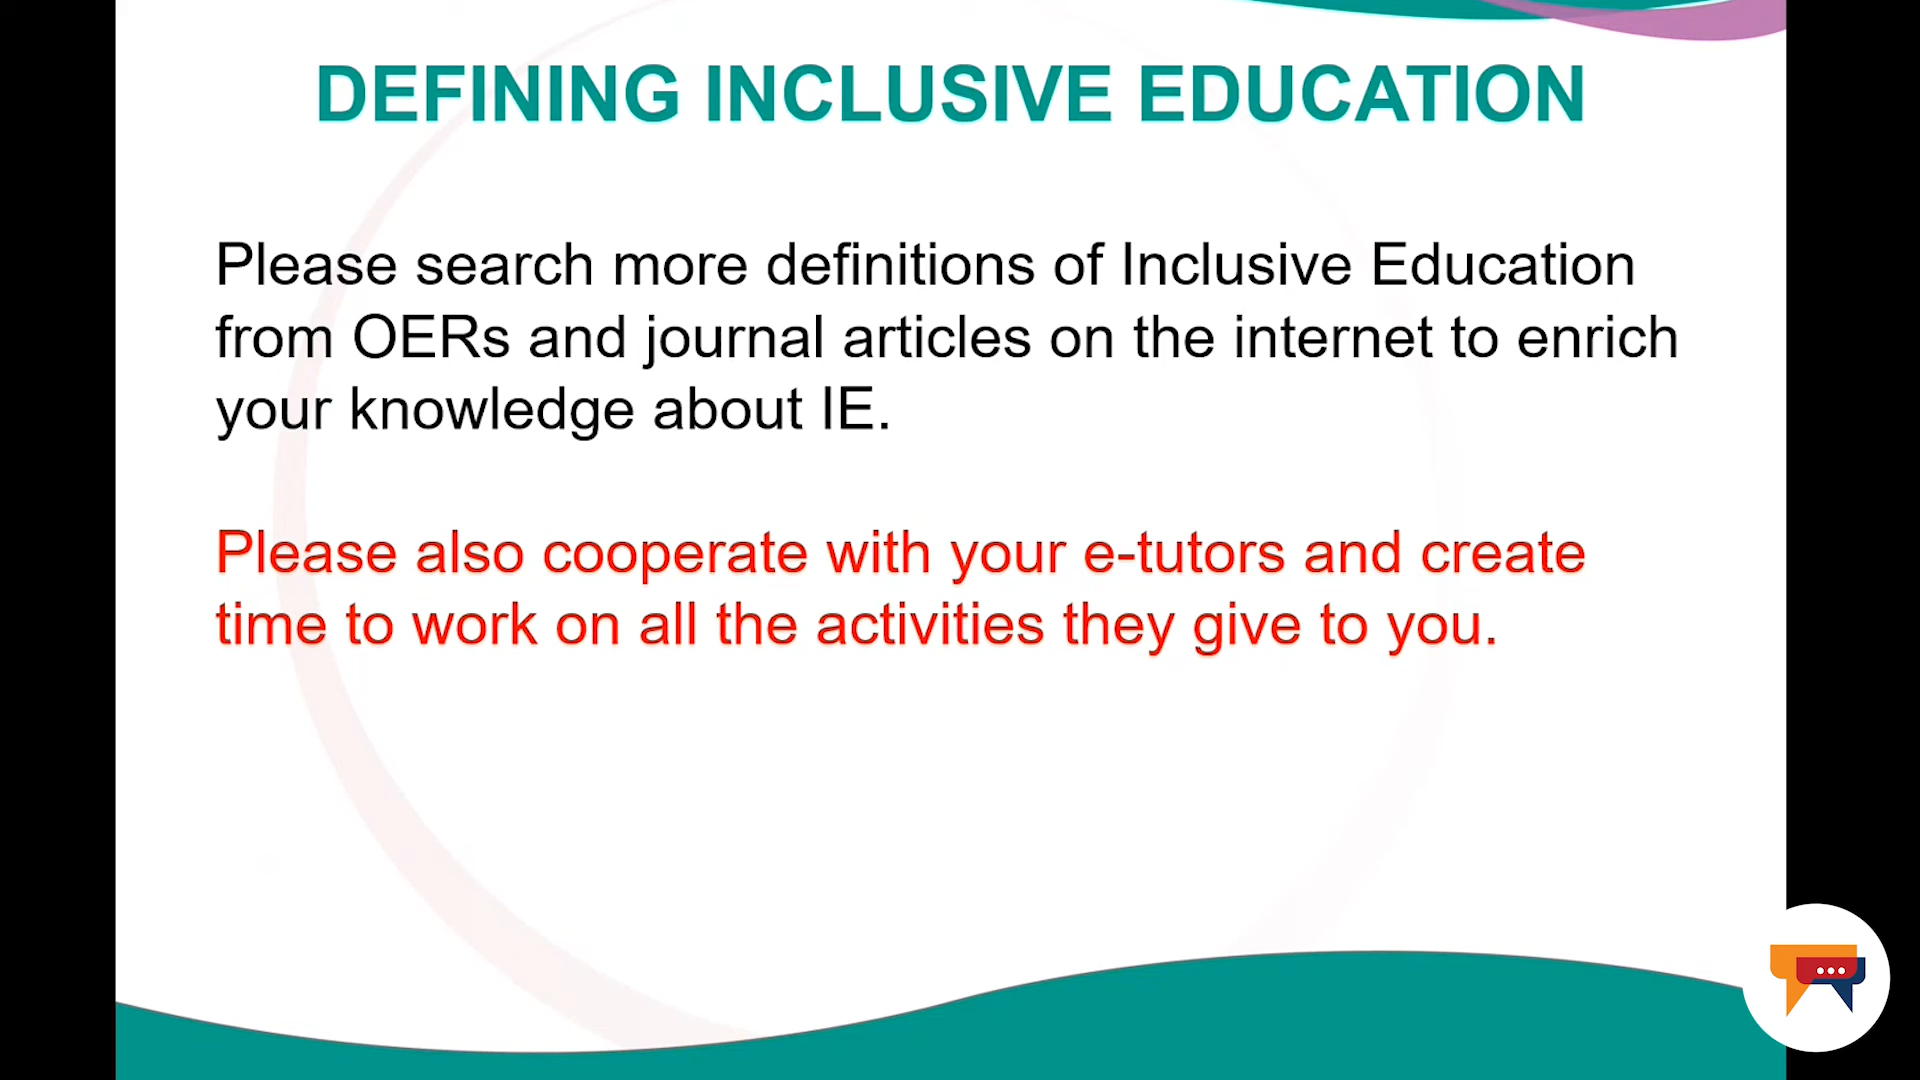 DEFINING INCLUSIVE EDUCATION
Please search more definitions of Inclusive Education
from OERs and journal articles on the internet to enrich
your knowledge about IE.
Please also cooperate with your e-tutors and create
time to work on all the activities they give to you.